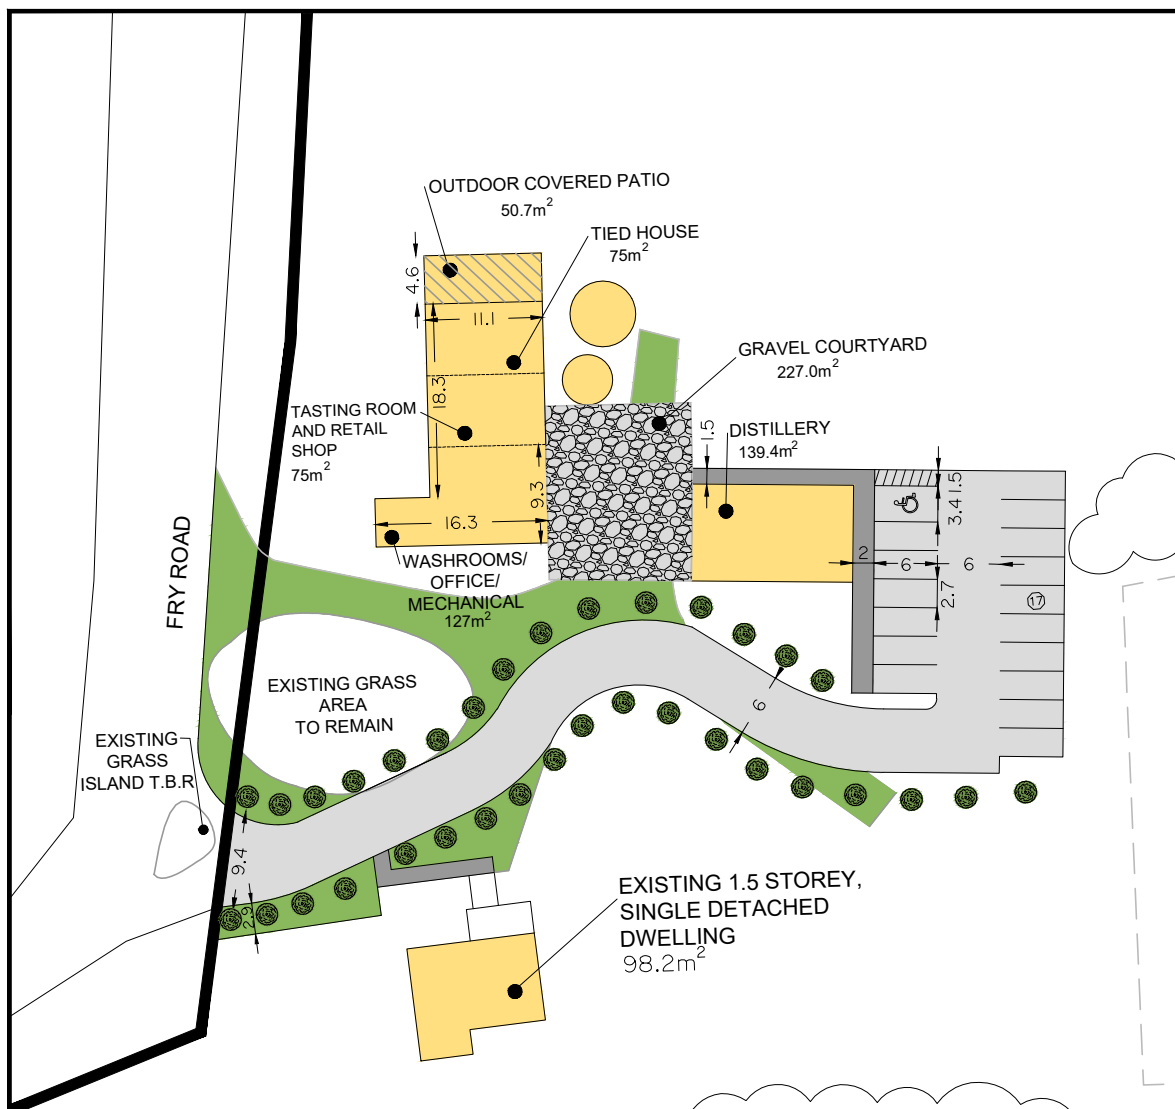 OUTDOOR COVERED PATIO
50.7m²
TIED HOUSE
75m²
4.6
11.1
GRAVEL COURTYARD
227.0m²
18.3
TASTING ROOM
AND RETAIL
SHOP
75m²
1.5
DISTILLERY
139.4m²
9.3
16.3
1.5
3.4
2
6
6
2.7
17
WASHROOMS/
OFFICE/
MECHANICAL
127m²
FRY ROAD
EXISTING GRASS
AREA
TO REMAIN
6
EXISTING
GRASS
ISLAND T.B.R
9.4
2.9
EXISTING 1.5 STOREY,
SINGLE DETACHED
DWELLING
98.2m²